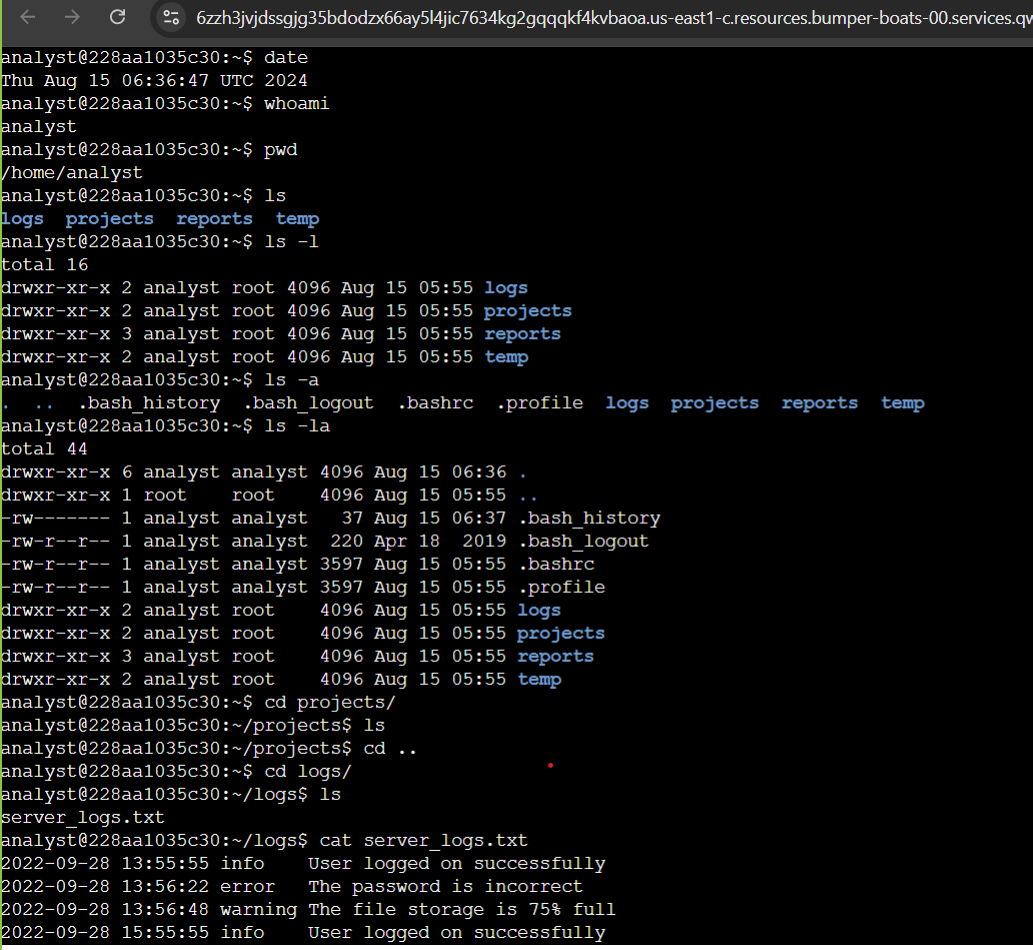 6zzh3jvjdssgjg35bdodzx66ay5l4jic7634kg2gqqqkf4kvbaoa.us-east1-c.resources.bumper-boats-00.services.qw
analyst@228aa1035c30:~$ date
Thu Aug 15 06:36:47 UTC 2024
analyst@228aa1035c30:~$ whoami
analyst
analyst@228aa1035c30:~$ pwd
/home/analyst
analyst@228aa1035c30:~$ ls
logs  projects  reports  temp
analyst@228aa1035c30:~$ ls -l
total 16
drwxr-xr-x 2 analyst root 4096 Aug 15 05:55 logs
drwxr-xr-x 2 analyst root 4096 Aug 15 05:55 projects
drwxr-xr-x 3 analyst root 4096 Aug 15 05:55 reports
drwxr-xr-x 2 analyst root 4096 Aug 15 05:55 temp
analyst@228aa1035c30:~$ ls -a
.  ..  .bash_history  .bash_logout  .bashrc  .profile  logs  projects  reports  temp
analyst@228aa1035c30:~$ ls -la
total 44
drwxr-xr-x 6 analyst analyst 4096 Aug 15 06:36 .
drwxr-xr-x 1 root    root    4096 Aug 15 05:55 ..
-rw------- 1 analyst analyst   37 Aug 15 06:37 .bash_history
-rw-r--r-- 1 analyst analyst  220 Apr 18  2019 .bash_logout
-rw-r--r-- 1 analyst analyst 3597 Aug 15 05:55 .bashrc
-rw-r--r-- 1 analyst analyst 3597 Aug 15 05:55 .profile
drwxr-xr-x 2 analyst root    4096 Aug 15 05:55 logs
drwxr-xr-x 2 analyst root    4096 Aug 15 05:55 projects
drwxr-xr-x 3 analyst root    4096 Aug 15 05:55 reports
drwxr-xr-x 2 analyst root    4096 Aug 15 05:55 temp
analyst@228aa1035c30:~$ cd projects/
analyst@228aa1035c30:~/projects$ ls
analyst@228aa1035c30:~/projects$ cd ..
analyst@228aa1035c30:~$ cd logs/
analyst@228aa1035c30:~/logs$ ls
server_logs.txt
analyst@228aa1035c30:~/logs$ cat server_logs.txt
2022-09-28 13:55:55 info    User logged on successfully
2022-09-28 13:56:22 error   The password is incorrect
2022-09-28 13:56:48 warning The file storage is 75% full
2022-09-28 15:55:55 info    User logged on successfully